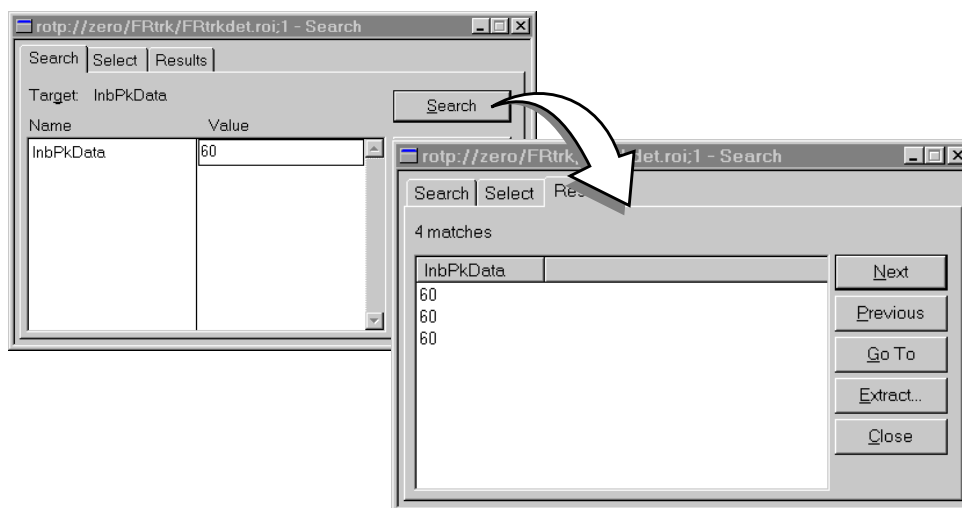 rotp://zero/FRtrk/FRtrkdet.roi;1 - Search
Search Select Results
Target: InbPkData
Search
Name Value
InbPkData 60
rotp://zero/FRtrk, det.roi;1 - Search
Search Select Res
4 matches
InbPkData
60
60
60
Next
Previous
Go To
Extract...
Close